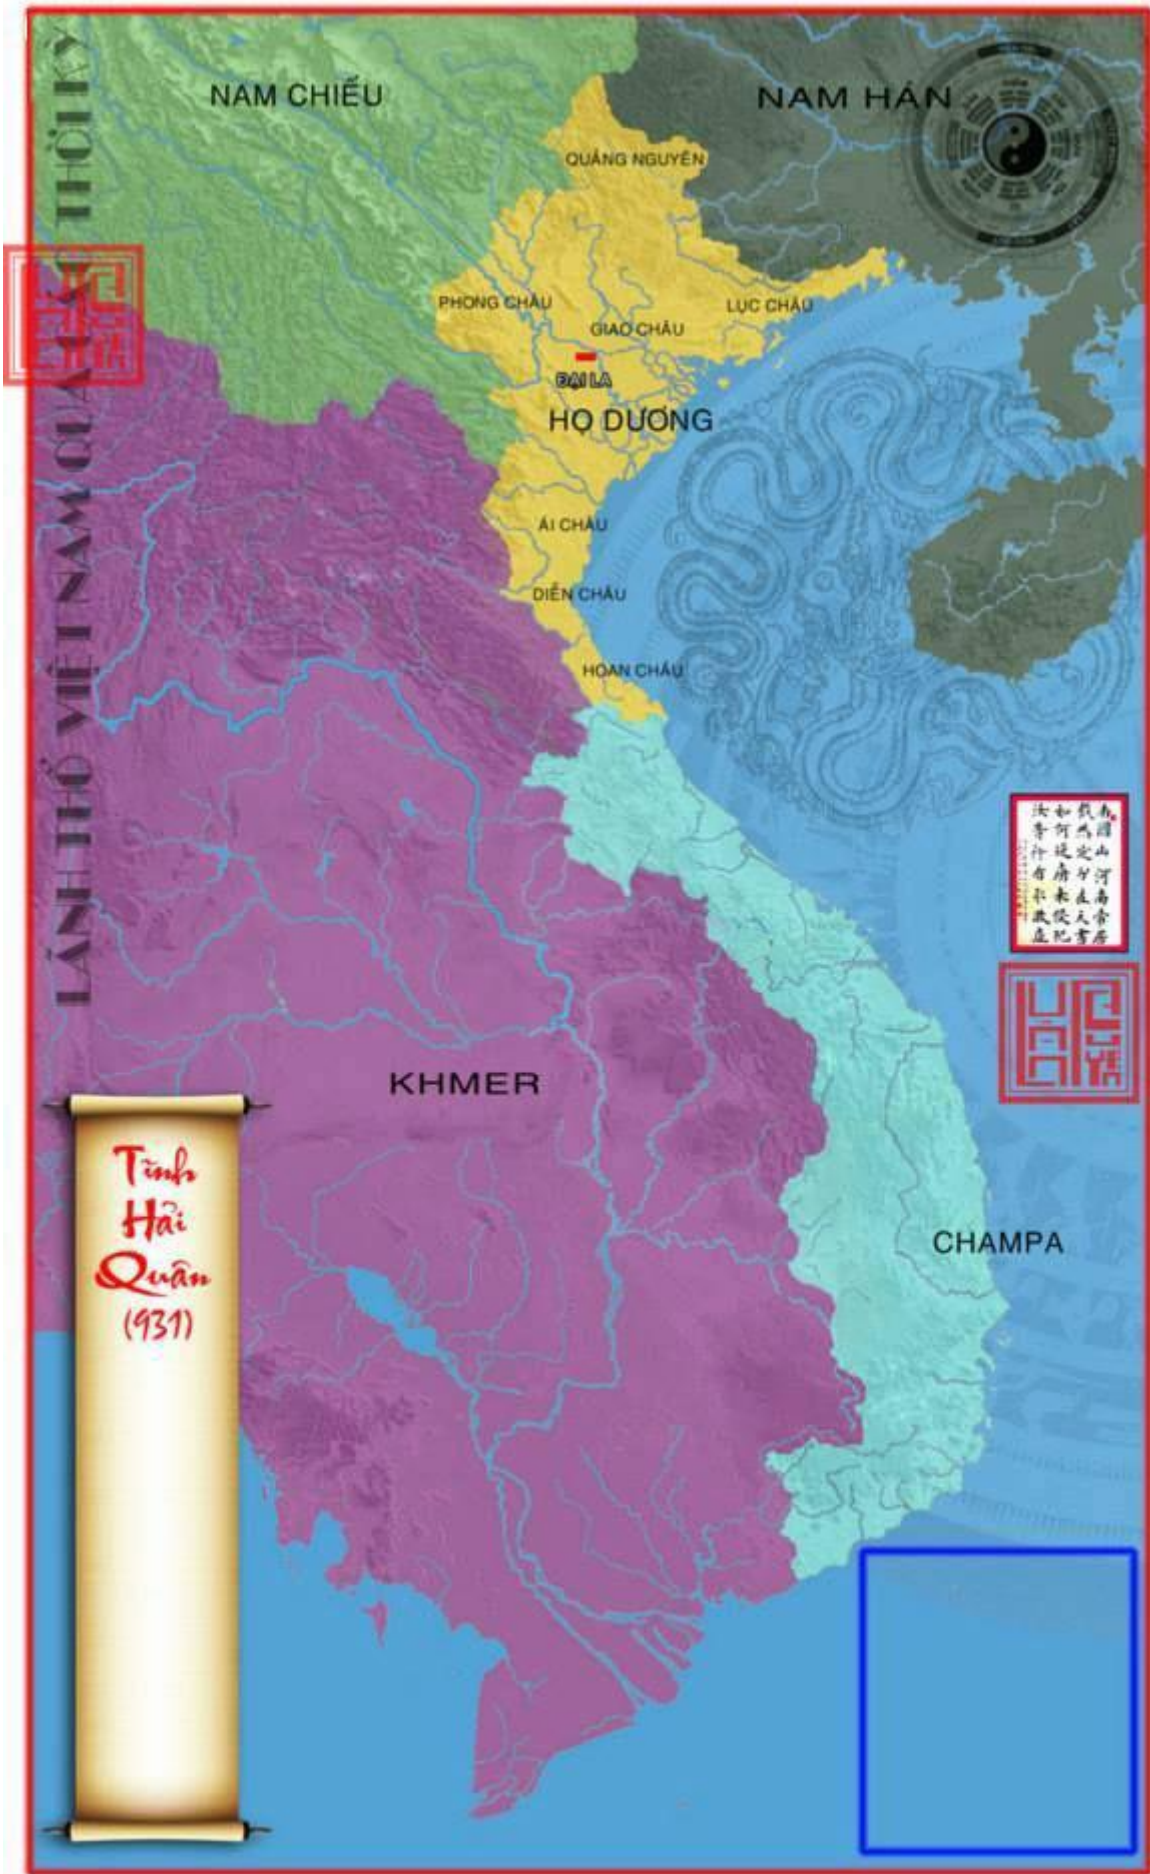 LÃNH THỔ VIỆT NAM QUA THỜI KỲ
NAM CHIẾU
NAM HÁN
QUẢNG NGUYÊN
PHONG CHÂU
LỤC CHÂU
GIAO CHÂU
ĐẠI LA
HỌ DƯƠNG
ÁI CHÂU
DIỄN CHÂU
HOAN CHÂU
KHMER
CHAMPA
Tĩnh
Hải
Quân
(931)